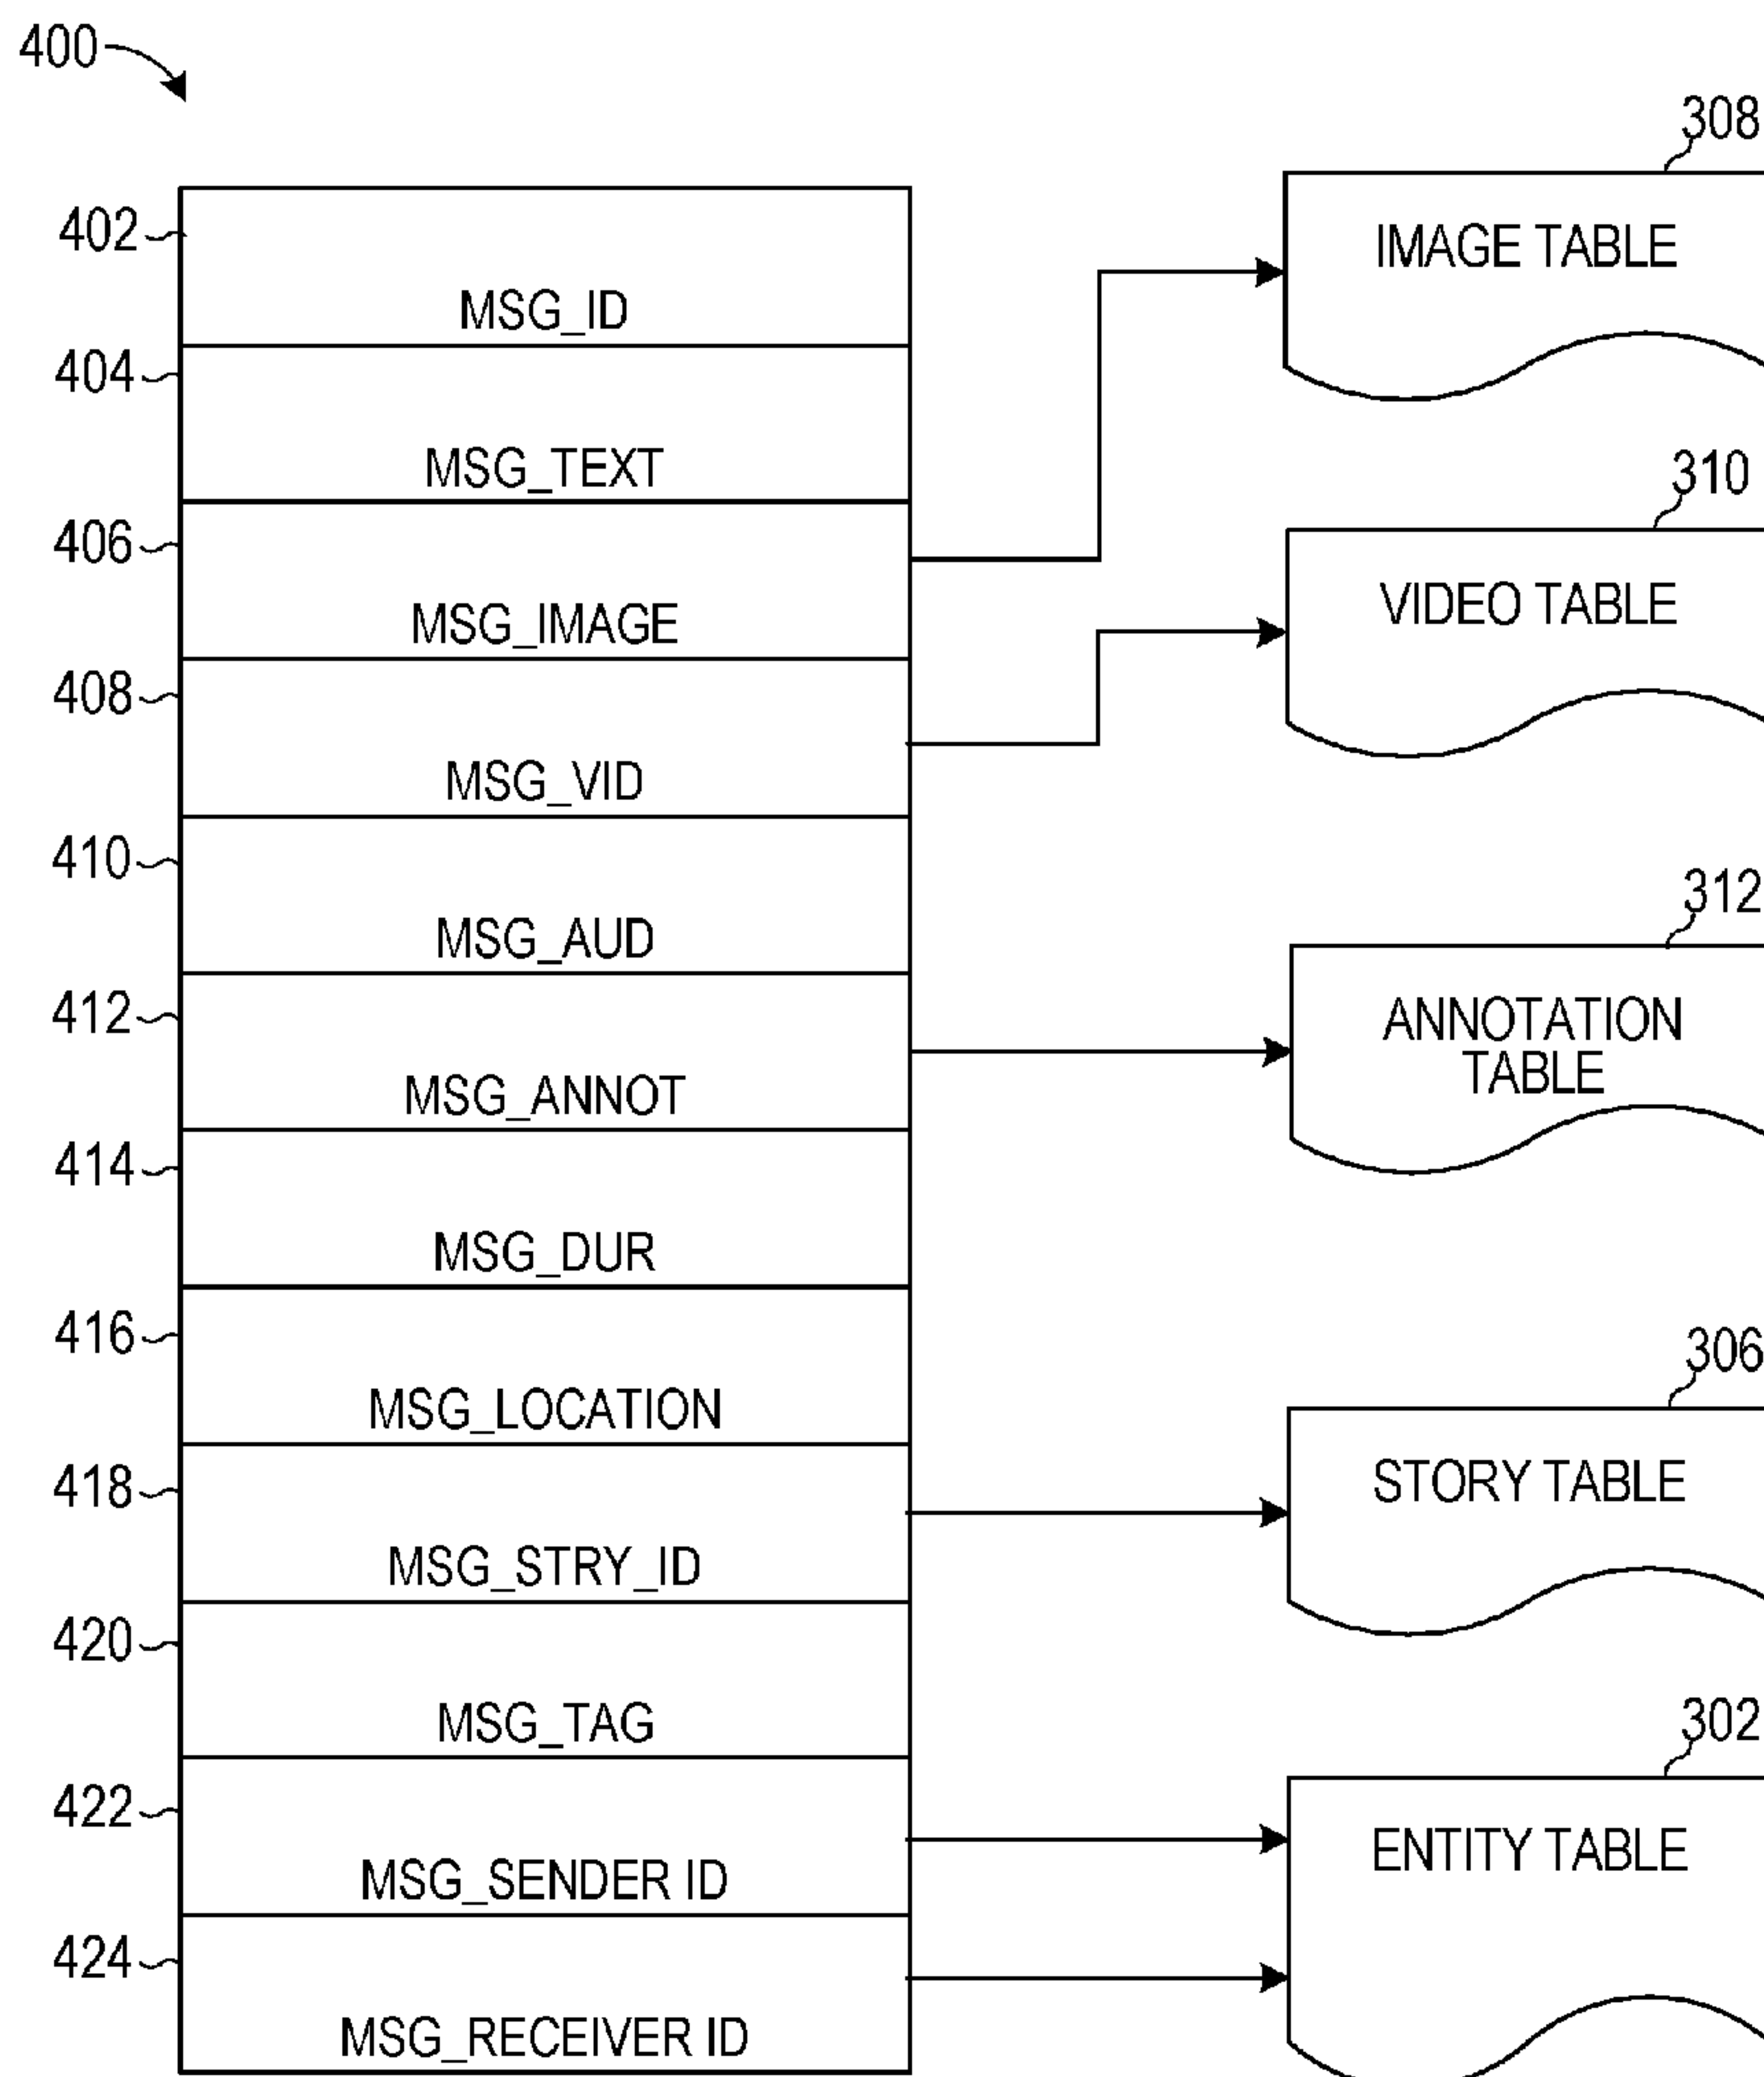 400
308
402
IMAGE TABLE
MSG_ID
404
MSG_TEXT
310
406
VIDEO TABLE
MSG_IMAGE
408
MSG_VID
410
312
MSG_AUD
412
ANNOTATION
TABLE
MSG_ANNOT
414
MSG_DUR
416
306
MSG_LOCATION
418
STORY TABLE
MSG_STRY_ID
420
MSG_TAG
302
422
ENTITY TABLE
MSG_SENDER ID
424
MSG_RECEIVER ID